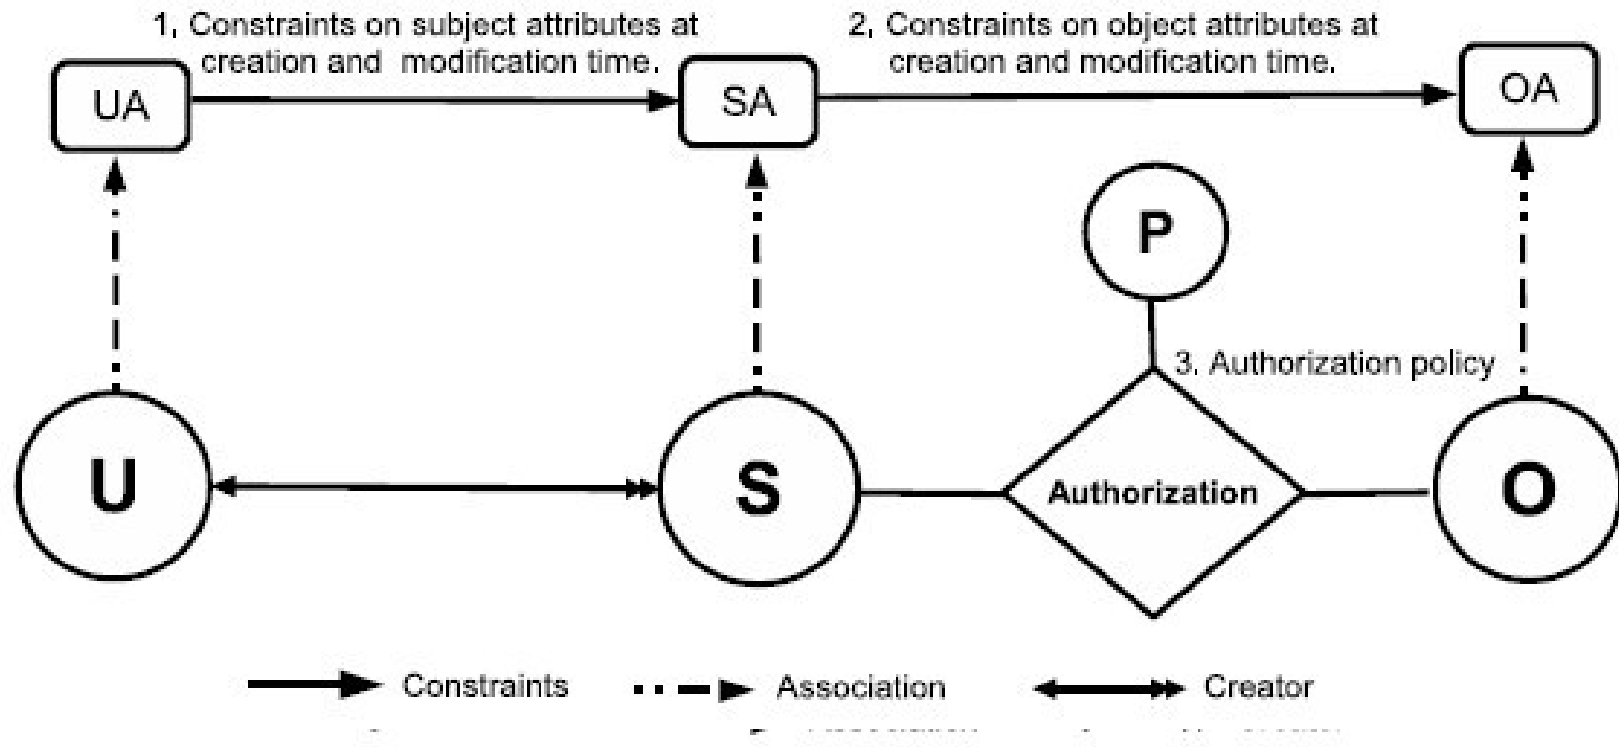 1. Constraints on subject attributes at
creation and modification time.
2. Constraints on object attributes at
creation and modification time.
UA
SA
OA
P
3. Authorization policy
U
S
Authorization
O
Constraints
Association
Creator